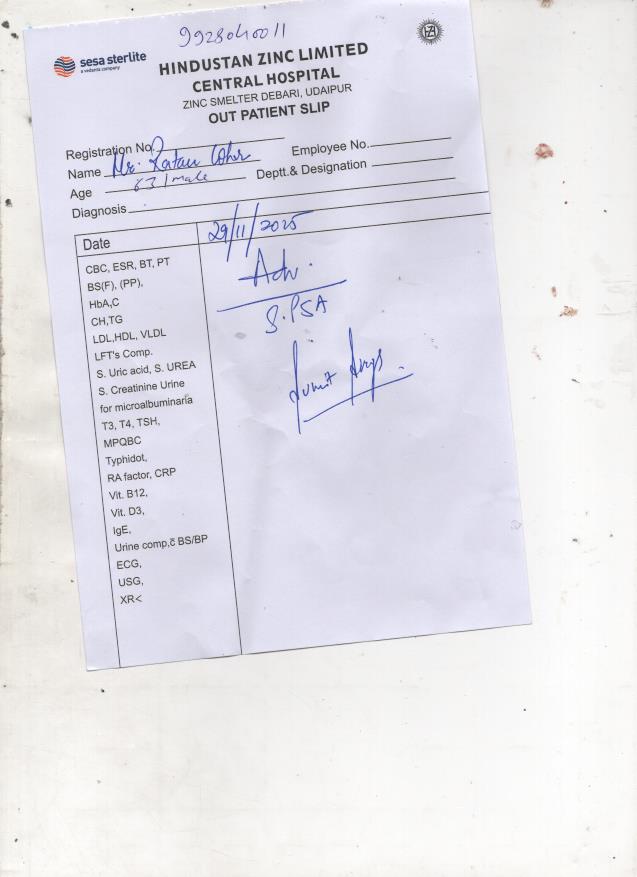 9928040011
sesa sterlite
a vedanta company
HINDUSTAN ZINC LIMITED
CENTRAL HOSPITAL
ZINC SMELTER DEBARI, UDAIPUR
OUT PATIENT SLIP
Registration No.
Employee No.
Name Mr. Ratan
Deptt.& Designation
Age 63/male
Diagnosis
Date 29/11/2025
CBC, ESR, BT, PT
Adv.
BS(F), (PP),
HbA,C
S.PSA
CH,TG
LDL,HDL, VLDL
LFT's Comp.
S. Uric acid, S. UREA
S. Creatinine Urine
for microalbuminaria
T3, T4, TSH,
MPQBC
Typhidot,
RA factor, CRP
Vit. B12,
Vit. D3,
IgE,
Urine comp,c̄ BS/BP
ECG,
USG,
XR<